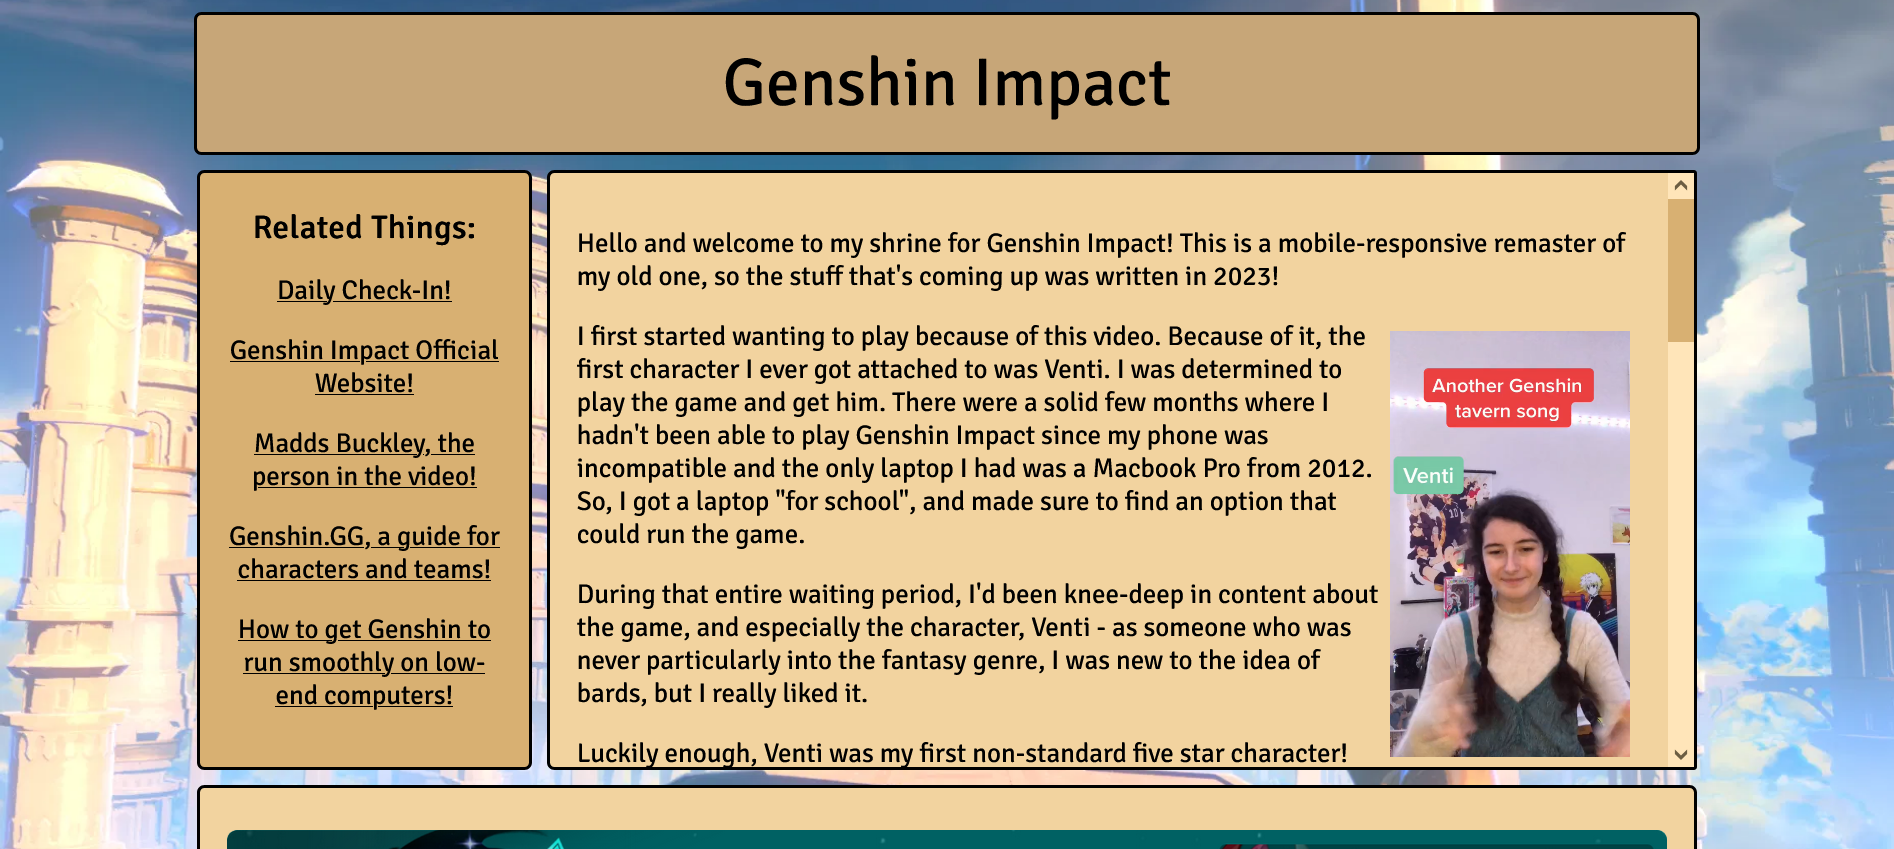 Genshin Impact
Related Things:
Daily Check-In!
Genshin Impact Official
Website!
Madds Buckley, the
person in the video!
Genshin.GG, a guide for
characters and teams!
How to get Genshin to
run smoothly on low-
end computers!
Hello and welcome to my shrine for Genshin Impact! This is a mobile-responsive remaster of
my old one, so the stuff that's coming up was written in 2023!
I first started wanting to play because of this video. Because of it, the
first character I ever got attached to was Venti. I was determined to
play the game and get him. There were a solid few months where I
hadn't been able to play Genshin Impact since my phone was
incompatible and the only laptop I had was a Macbook Pro from 2012.
So, I got a laptop "for school", and made sure to find an option that
could run the game.
During that entire waiting period, I'd been knee-deep in content about
the game, and especially the character, Venti - as someone who was
never particularly into the fantasy genre, I was new to the idea of
bards, but I really liked it.
Luckily enough, Venti was my first non-standard five star character!
Another Genshin
tavern song
Venti